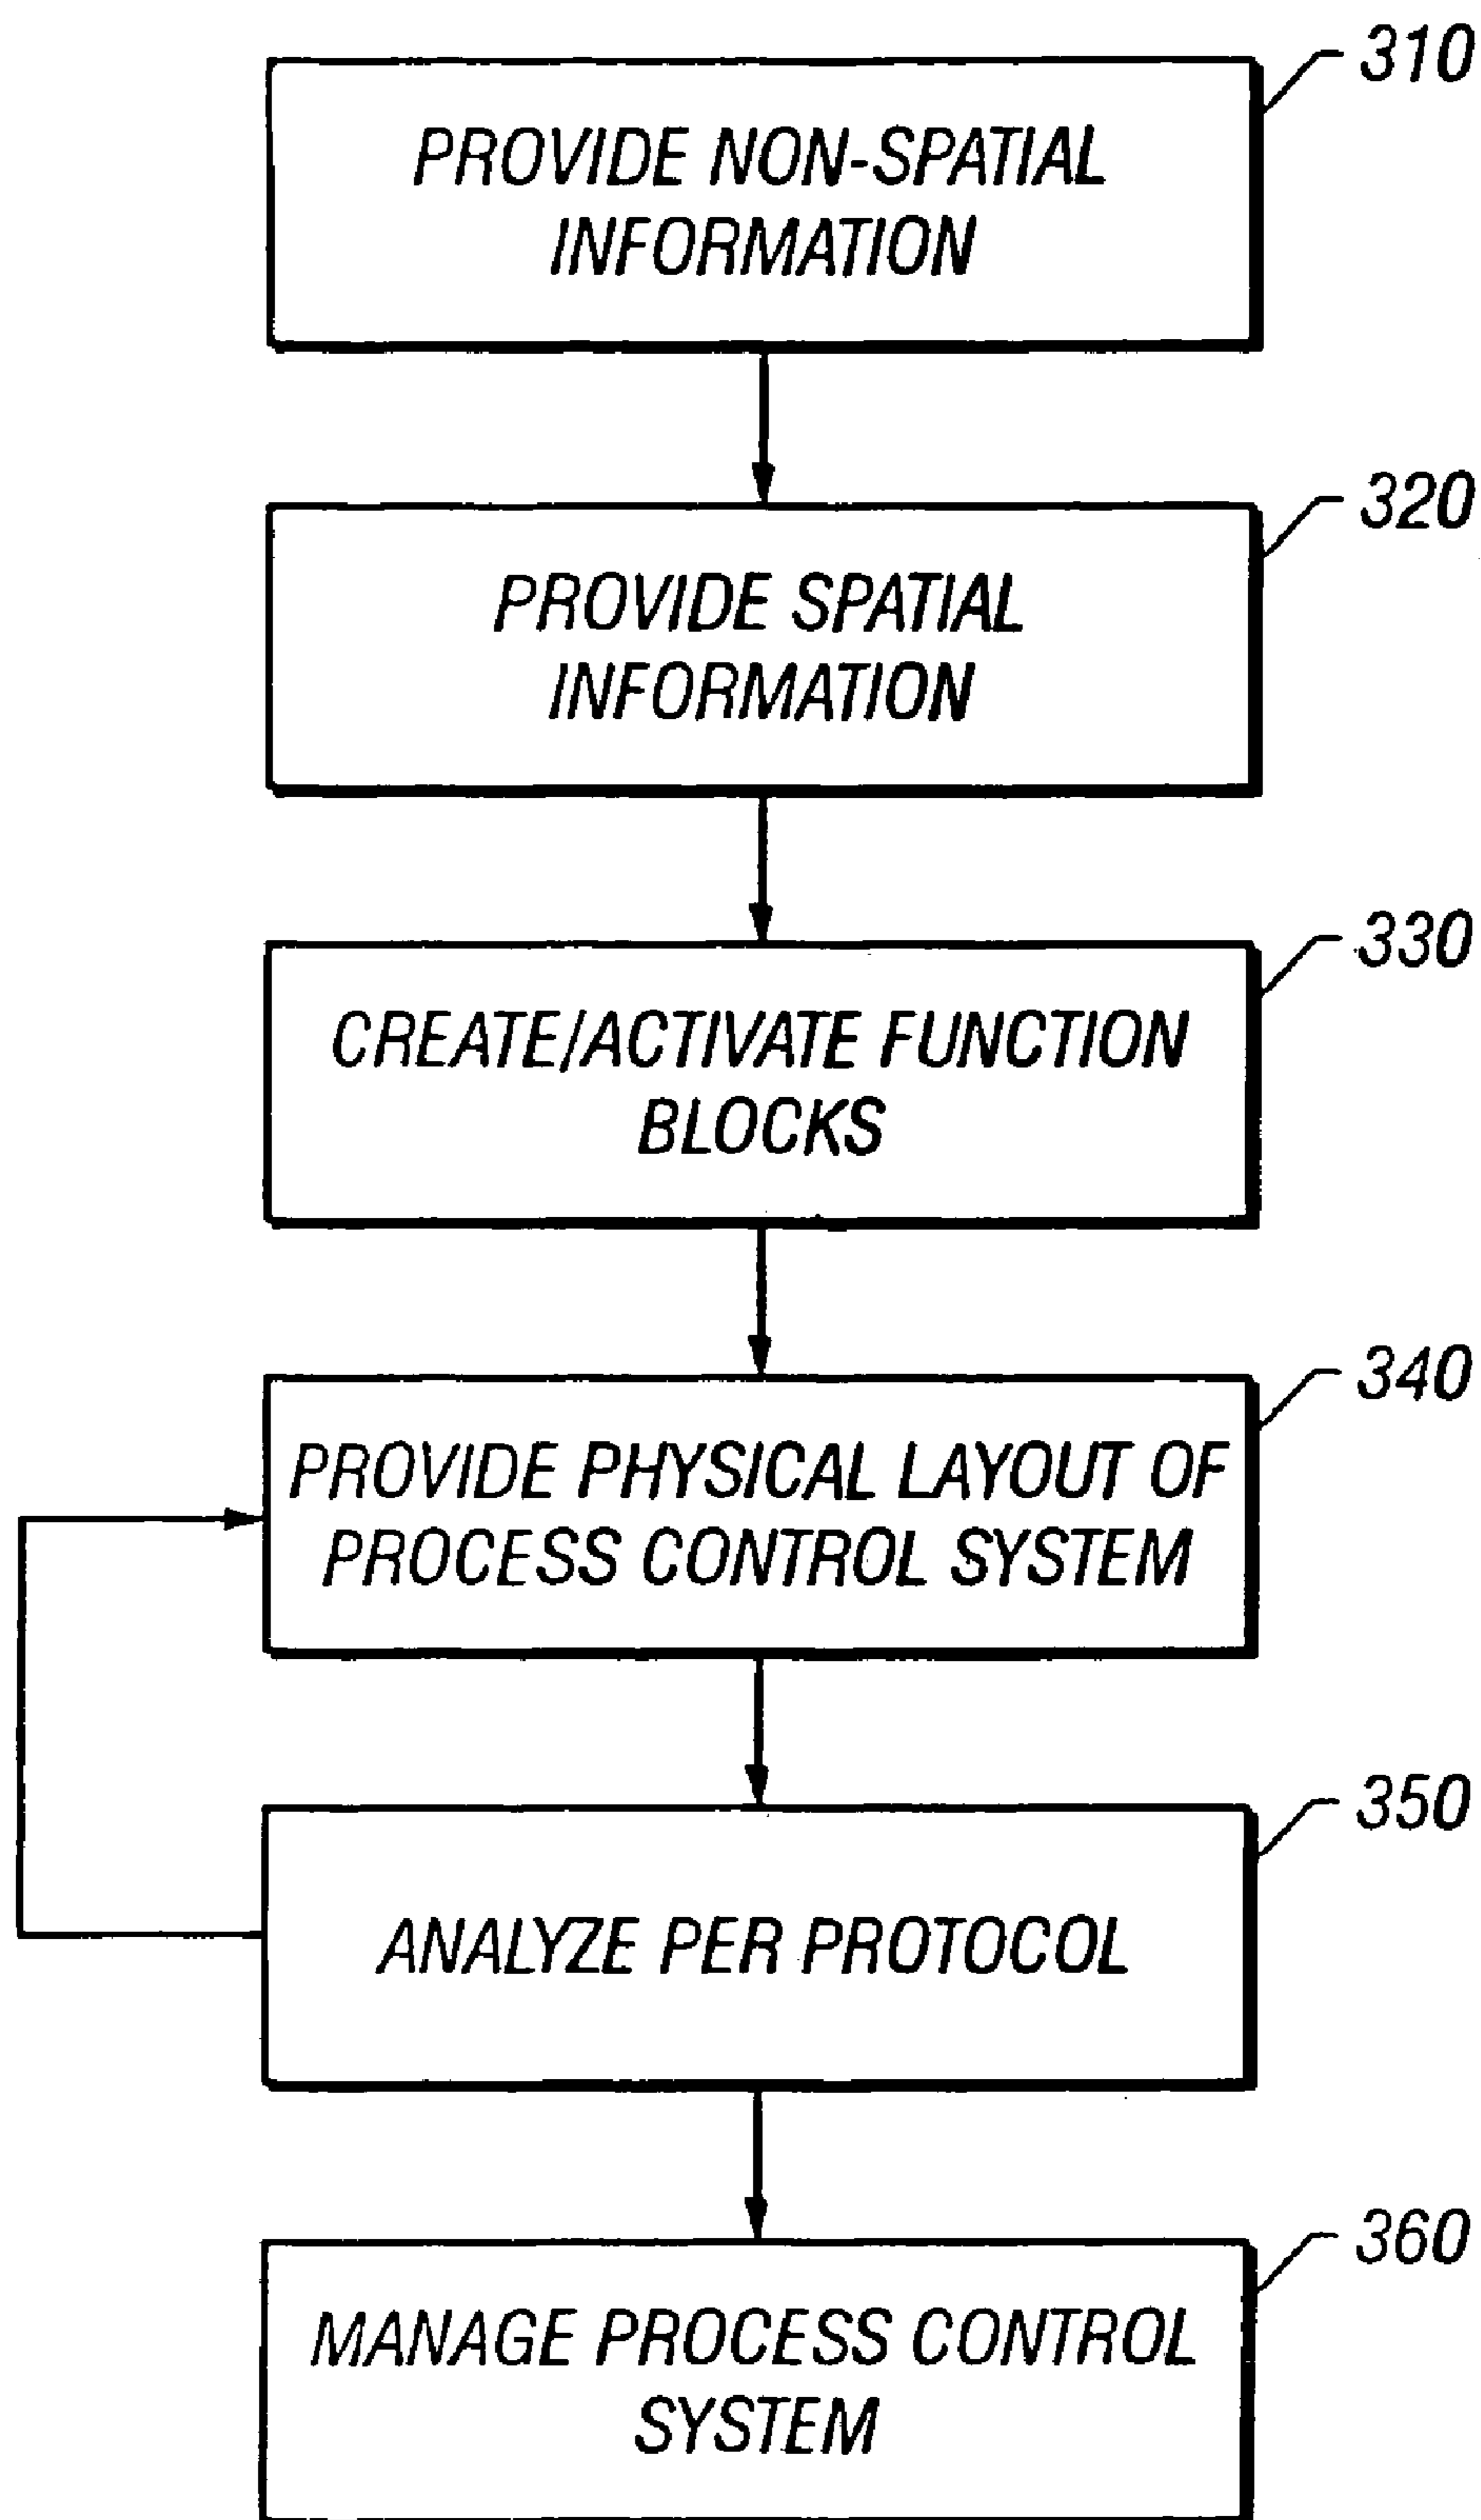 310
PROVIDE NON-SPATIAL
INFORMATION
320
PROVIDE SPATIAL
INFORMATION
330
CREATE/ACTIVATE FUNCTION
BLOCKS
340
PROVIDE PHYSICAL LAYOUT OF
PROCESS CONTROL SYSTEM
350
ANALYZE PER PROTOCOL
360
MANAGE PROCESS CONTROL
SYSTEM